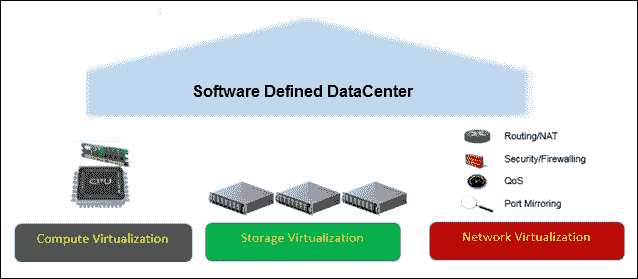 Software Defined DataCenter
Routing/NAT
Security/Firewalling
QoS
Port Mirroring
CPU
Compute Virtualization
Storage Virtualization
Network Virtualization